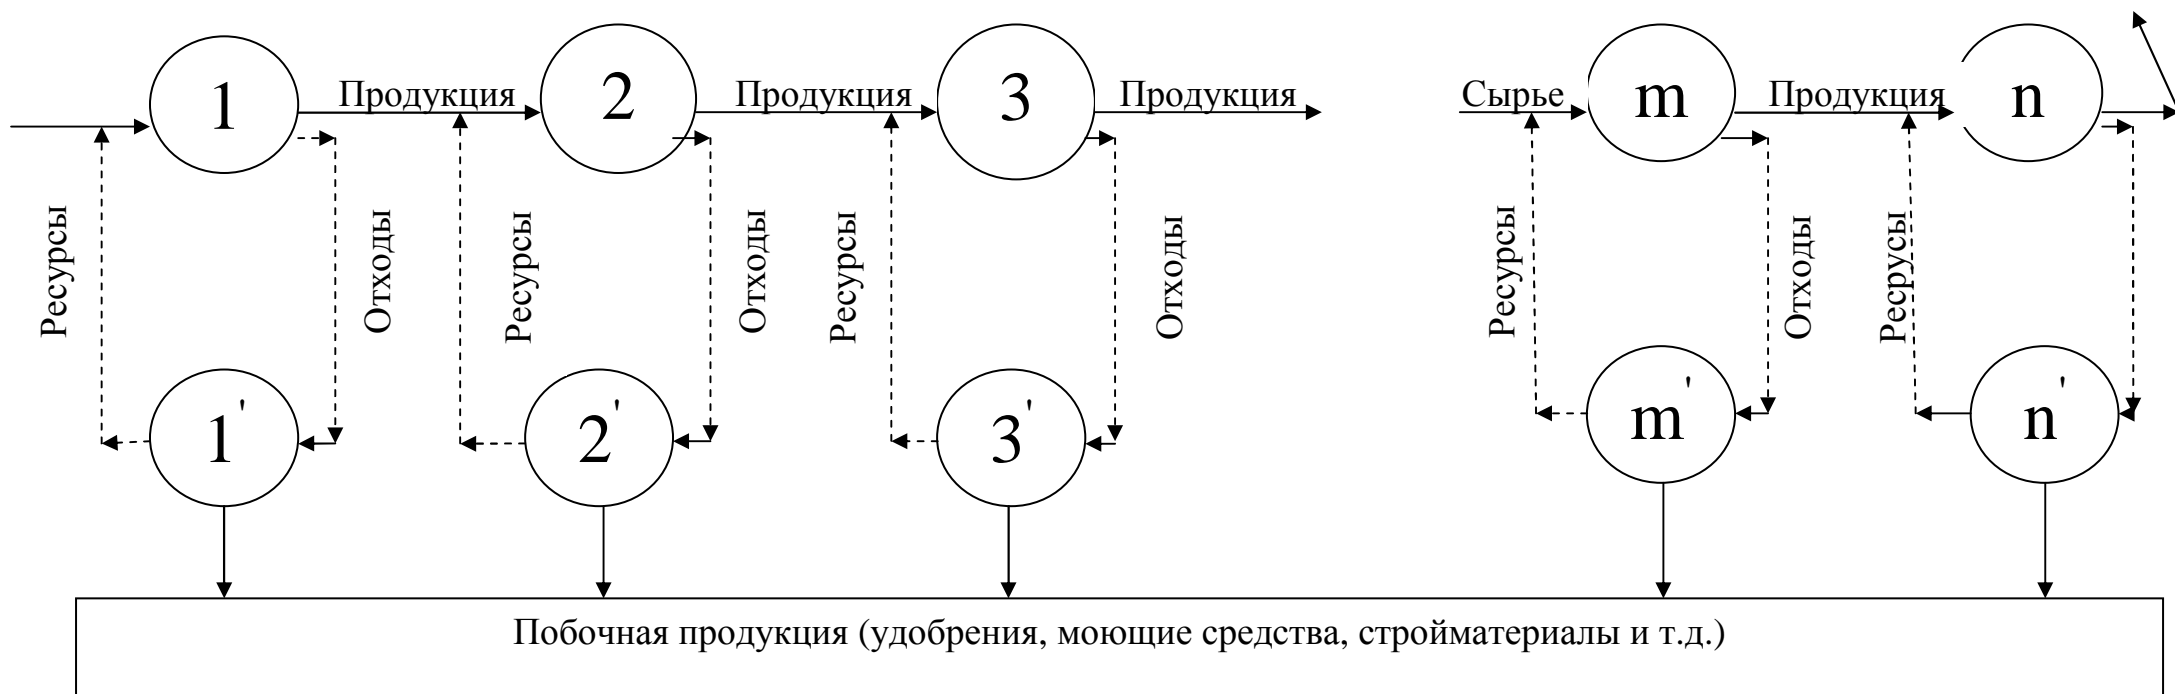 1 Продукция 2 Продукция 3 Продукция Сырье m Продукция n
Ресурсы
Отходы
Ресурсы
Отходы
Ресурсы
Отходы
Ресурсы
Отходы
Ресрусы
1' 2' 3' m' n'
Побочная продукция (удобрения, моющие средства, стройматериалы и т.д.)